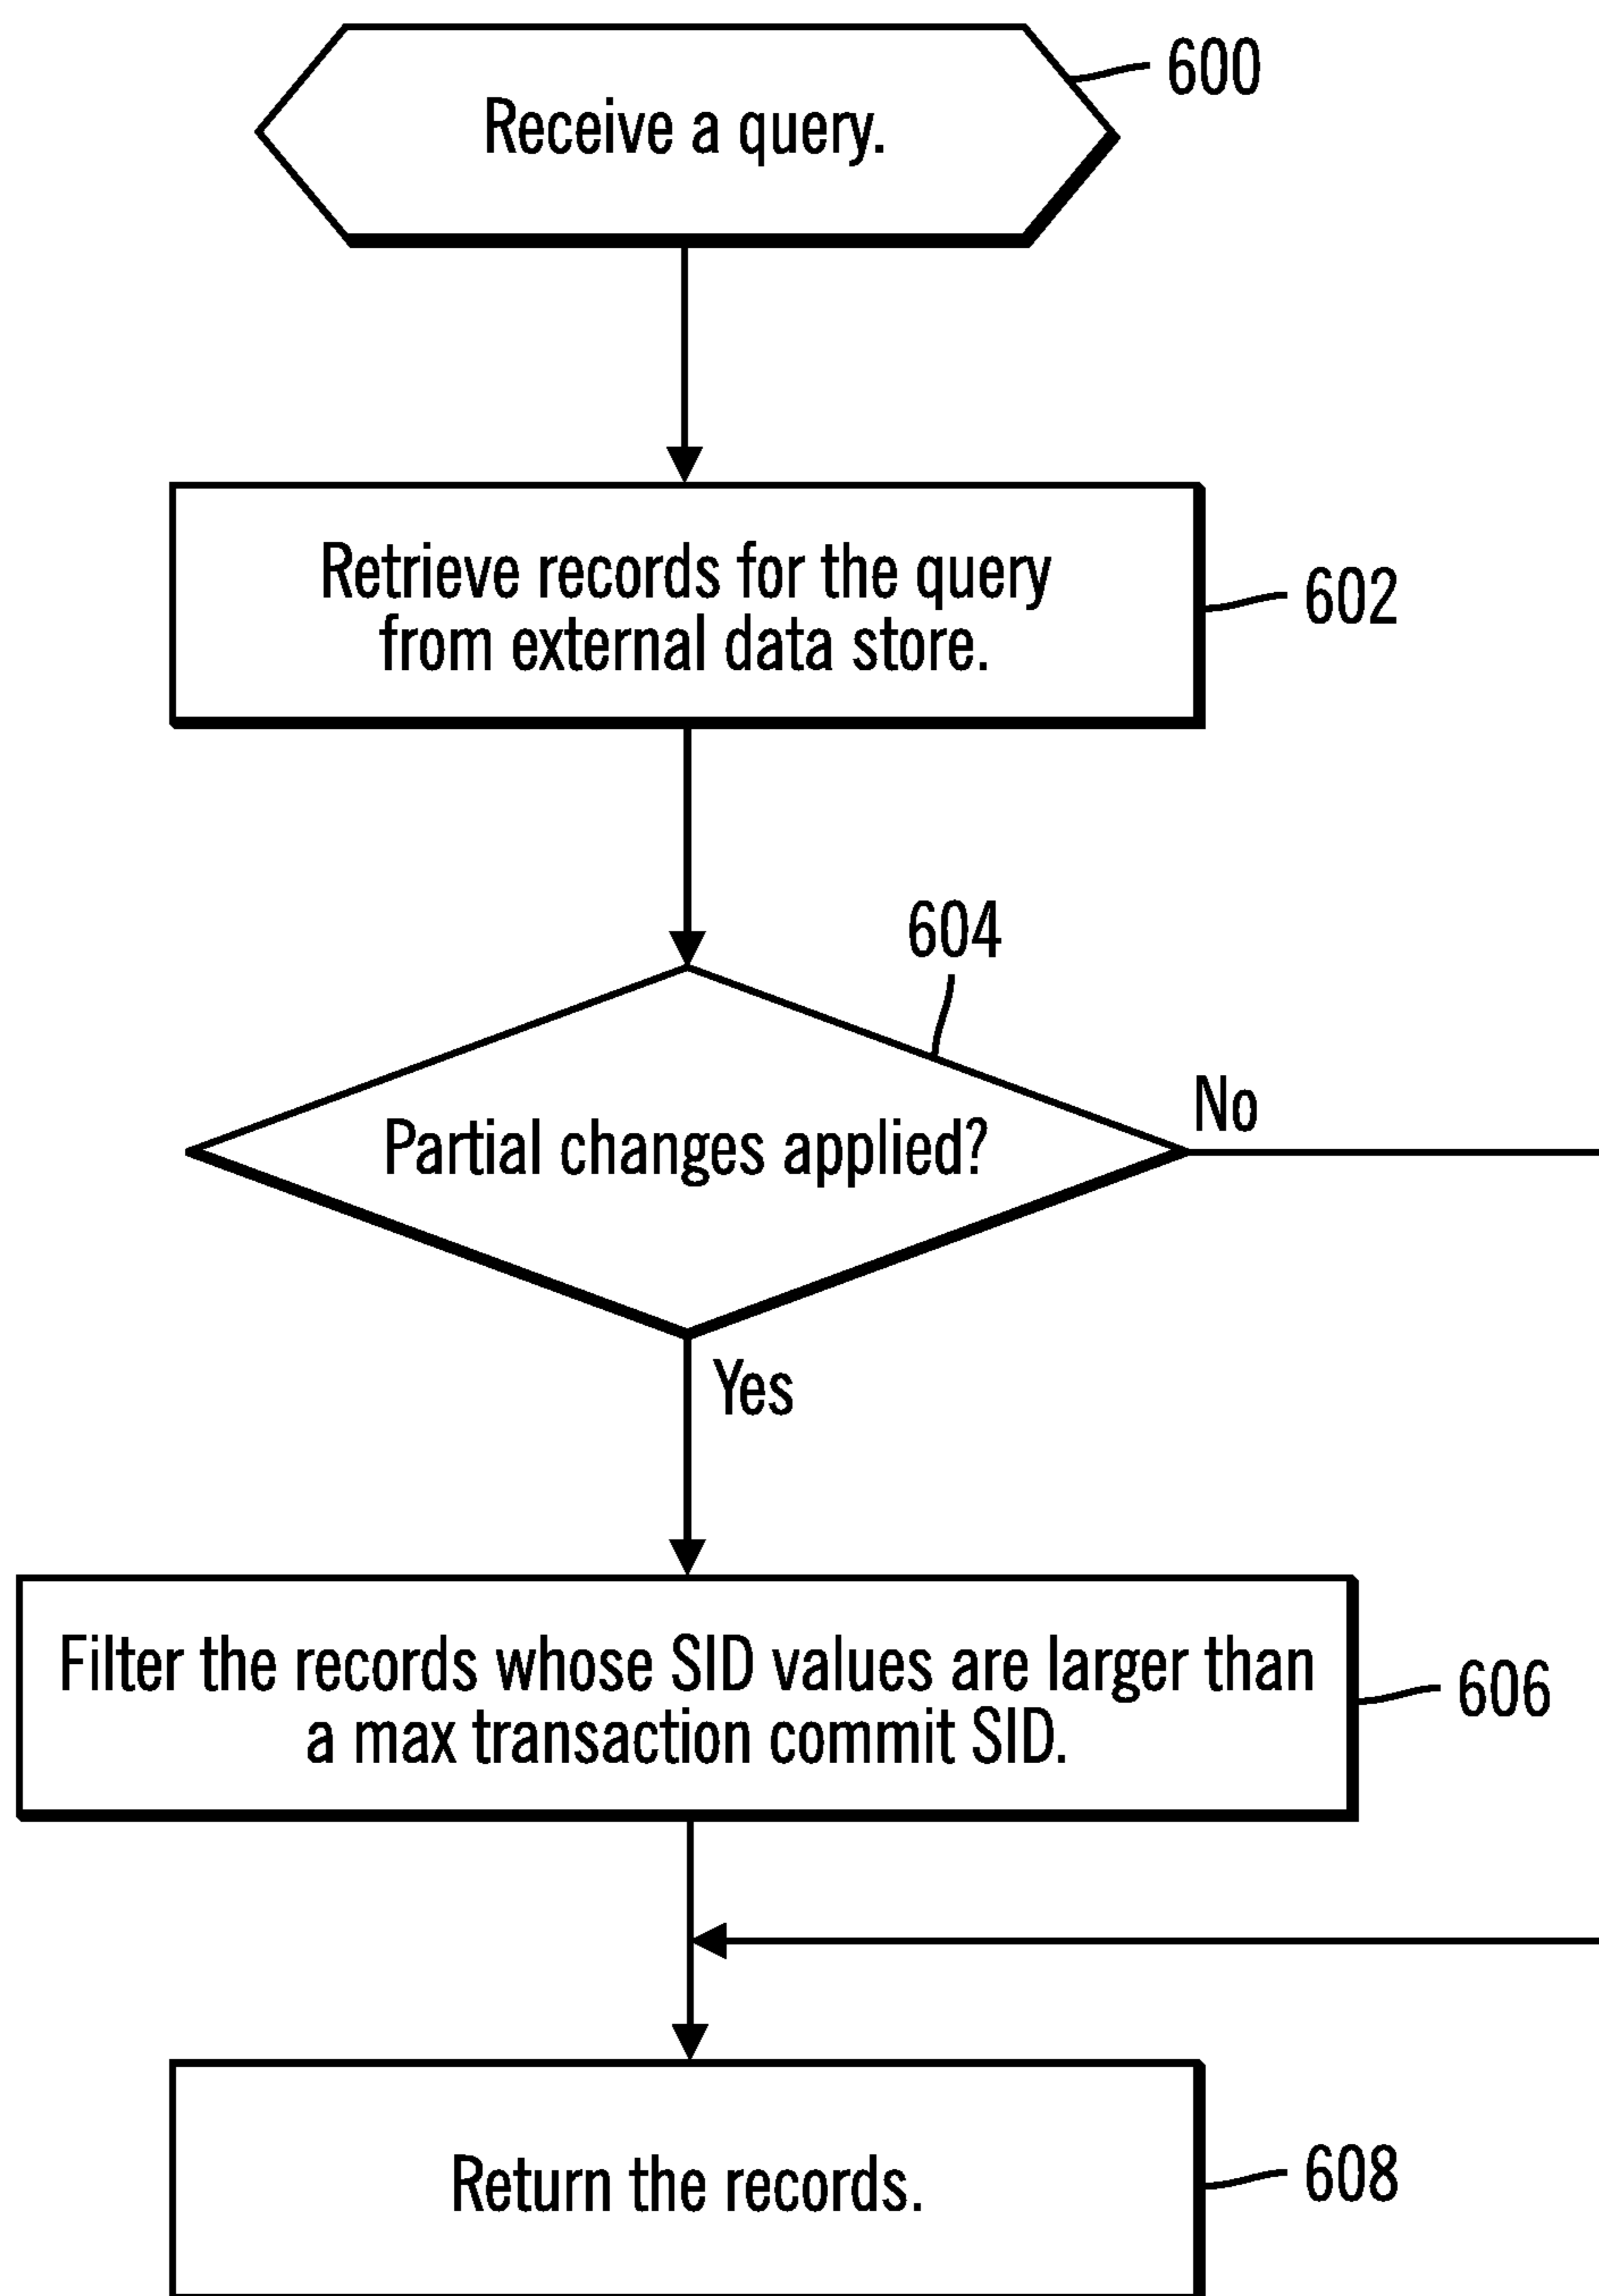 600
Receive a query.
Retrieve records for the query
from external data store.
602
604
No
Partial changes applied?
Yes
Filter the records whose SID values are larger than
a max transaction commit SID.
606
Return the records.
608